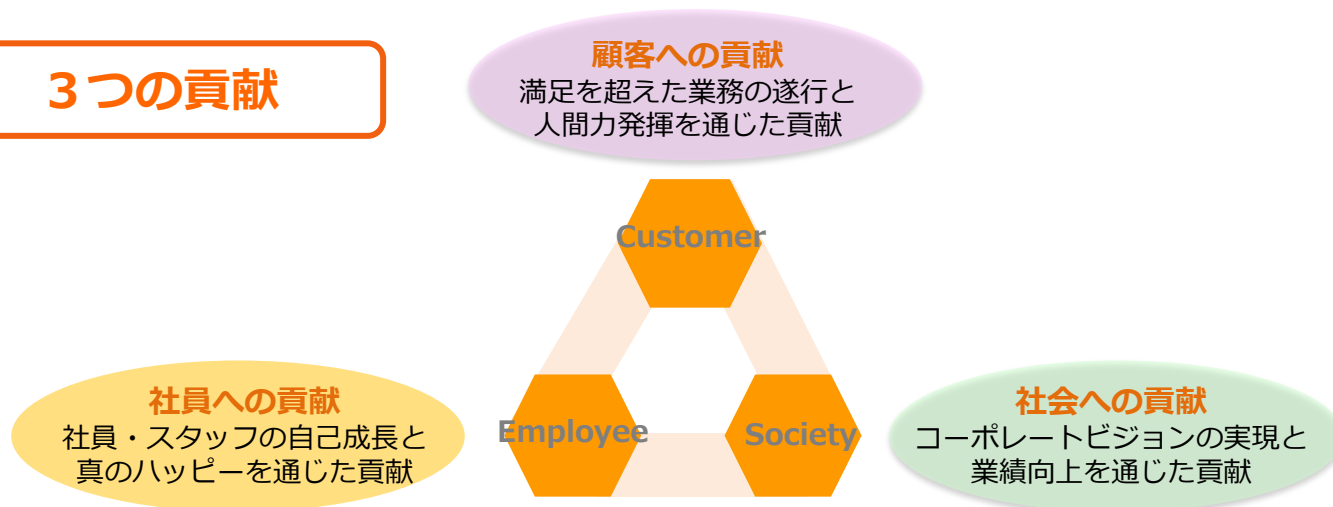 3つの貢献
顧客への貢献
満足を超えた業務の遂行と
人間力発揮を通じた貢献
Customer
社員への貢献
社員・スタッフの自己成長と
真のハッピーを通じた貢献
Employee
Society
社会への貢献
コーポレートビジョンの実現と
業績向上を通じた貢献